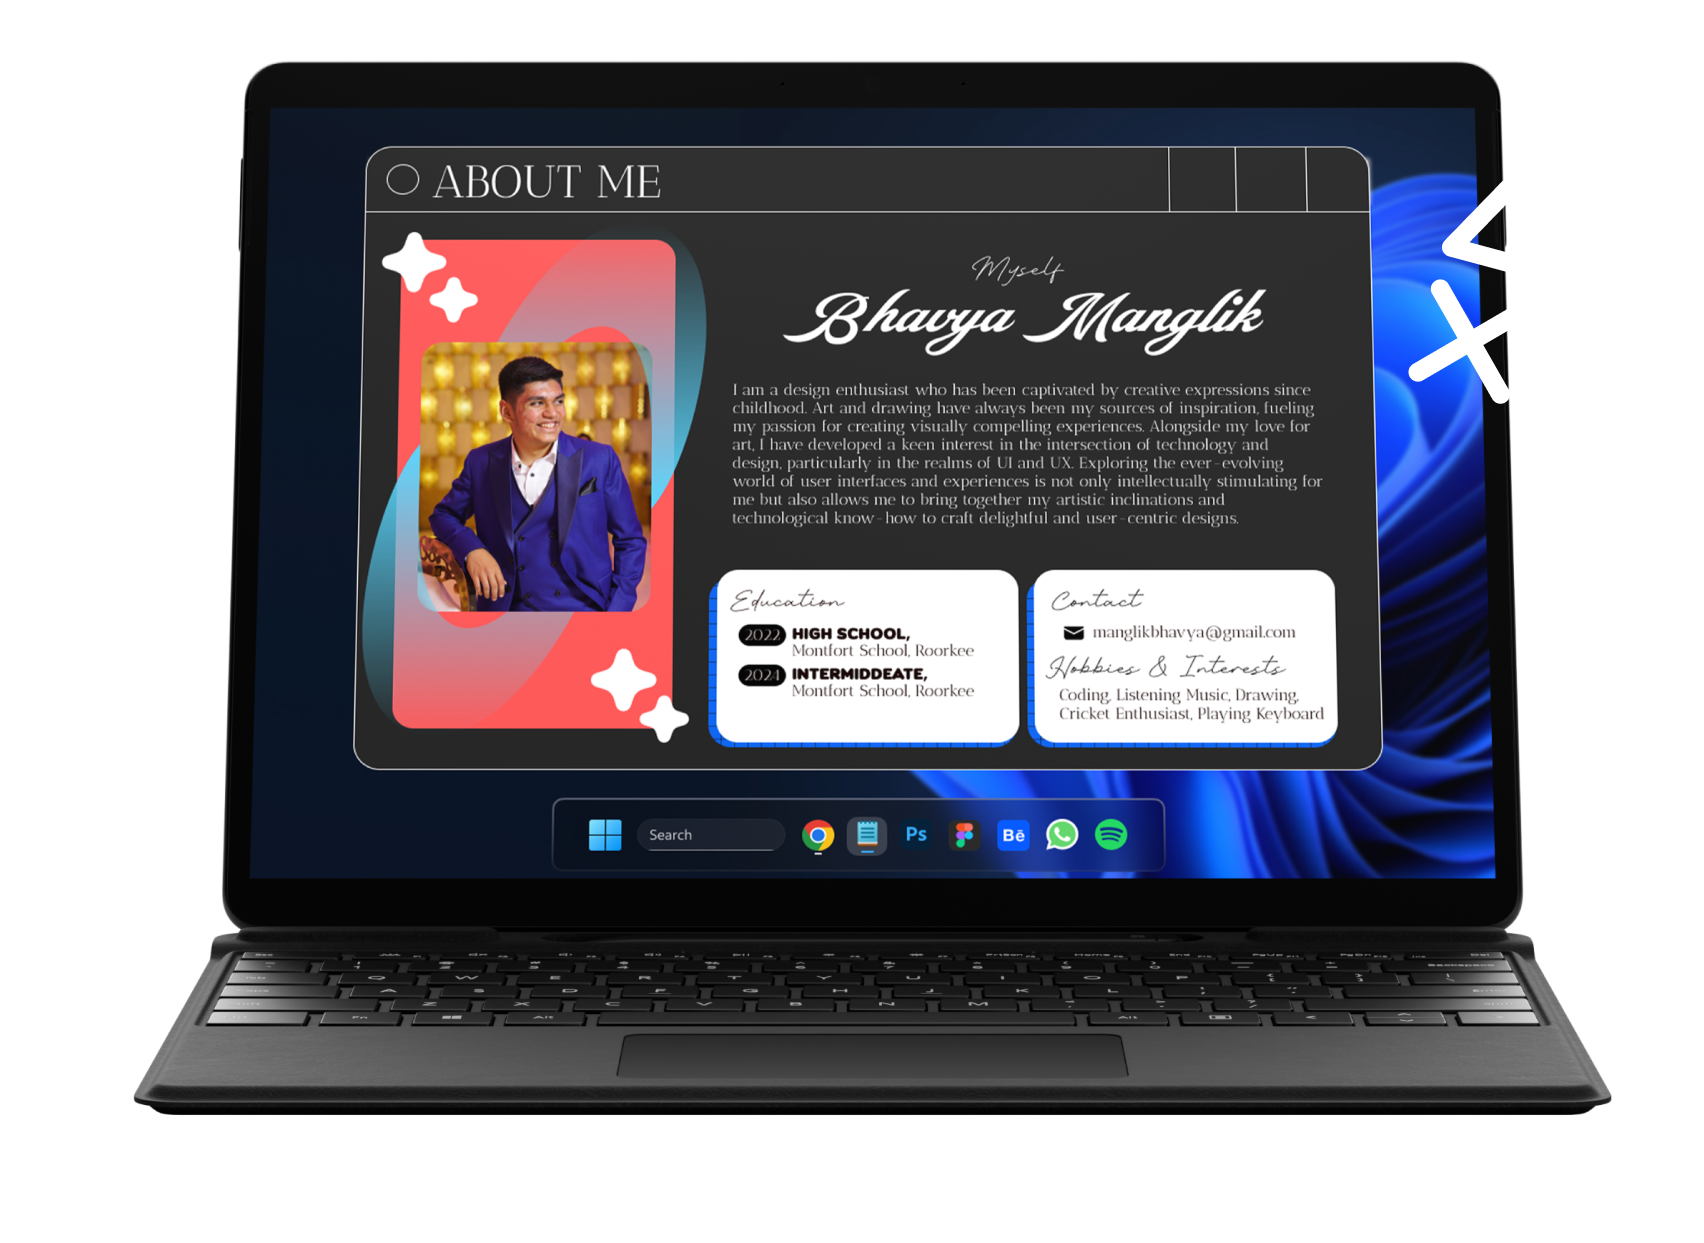 ABOUT ME
Myself
Bhavya Manglik
I am a design enthusiast who has been captivated by creative expressions since
childhood. Art and drawing have always been my sources of inspiration, fueling
my passion for creating visually compelling experiences. Alongside my love for
art, I have developed a keen interest in the intersection of technology and
design, particularly in the realms of UI and UX. Exploring the ever-evolving
world of user interfaces and experiences is not only intellectually stimulating for
me but also allows me to bring together my artistic inclinations and
technological know-how to craft delightful and user-centric designs.
Education
2022 HIGH SCHOOL,
Montfort School, Roorkee
2024 INTERMIDDEATE,
Montfort School, Roorkee
Contact
manglikbhavya@gmail.com
Hobbies & Interests
Coding, Listening Music, Drawing,
Cricket Enthusiast, Playing Keyboard
Search
Ps
Bē
Q W E R T Y U I O P
A S D F G H J K L
Z X C V B N M
Fn Alt Alt